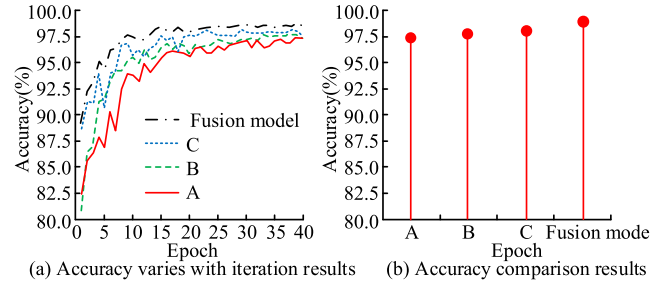 100.0
97.5
95.0
92.5
90.0
87.5
85.0
82.5
80.0
Accuracy(%)
Fusion model
C
B
A
0 5 10 15 20 25 30 35 40
Epoch
(a) Accuracy varies with iteration results
100.0
97.5
95.0
92.5
90.0
87.5
85.0
82.5
80.0
Accuracy(%)
A B C Fusion mode
Epoch
(b) Accuracy comparison results